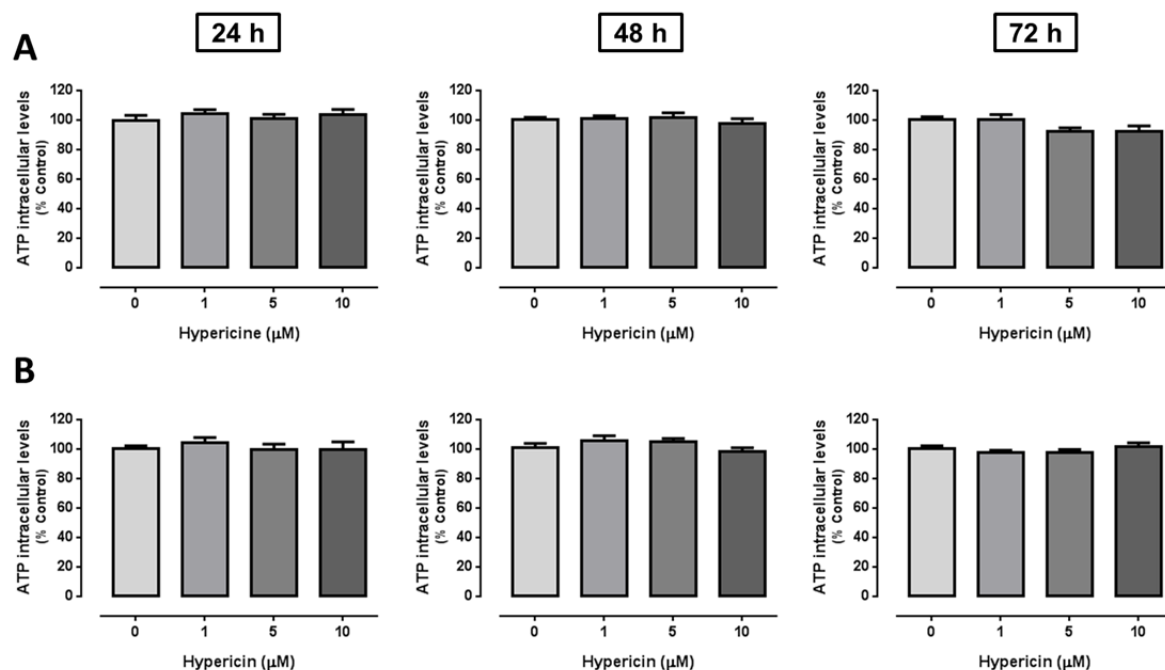 24 h
48 h
72 h
A
ATP intracellular levels
(% Control)
120
100
80
60
40
20
0
0 1 5 10
Hypericine (µM)
ATP intracellular levels
(% Control)
120
100
80
60
40
20
0
0 1 5 10
Hypericin (µM)
ATP intracellular levels
(% Control)
120
100
80
60
40
20
0
0 1 5 10
Hypericin (µM)
B
ATP intracellular levels
(% Control)
120
100
80
60
40
20
0
0 1 5 10
Hypericin (µM)
ATP intracellular levels
(% Control)
120
100
80
60
40
20
0
0 1 5 10
Hypericin (µM)
ATP intracellular levels
(% Control)
120
100
80
60
40
20
0
0 1 5 10
Hypericin (µM)